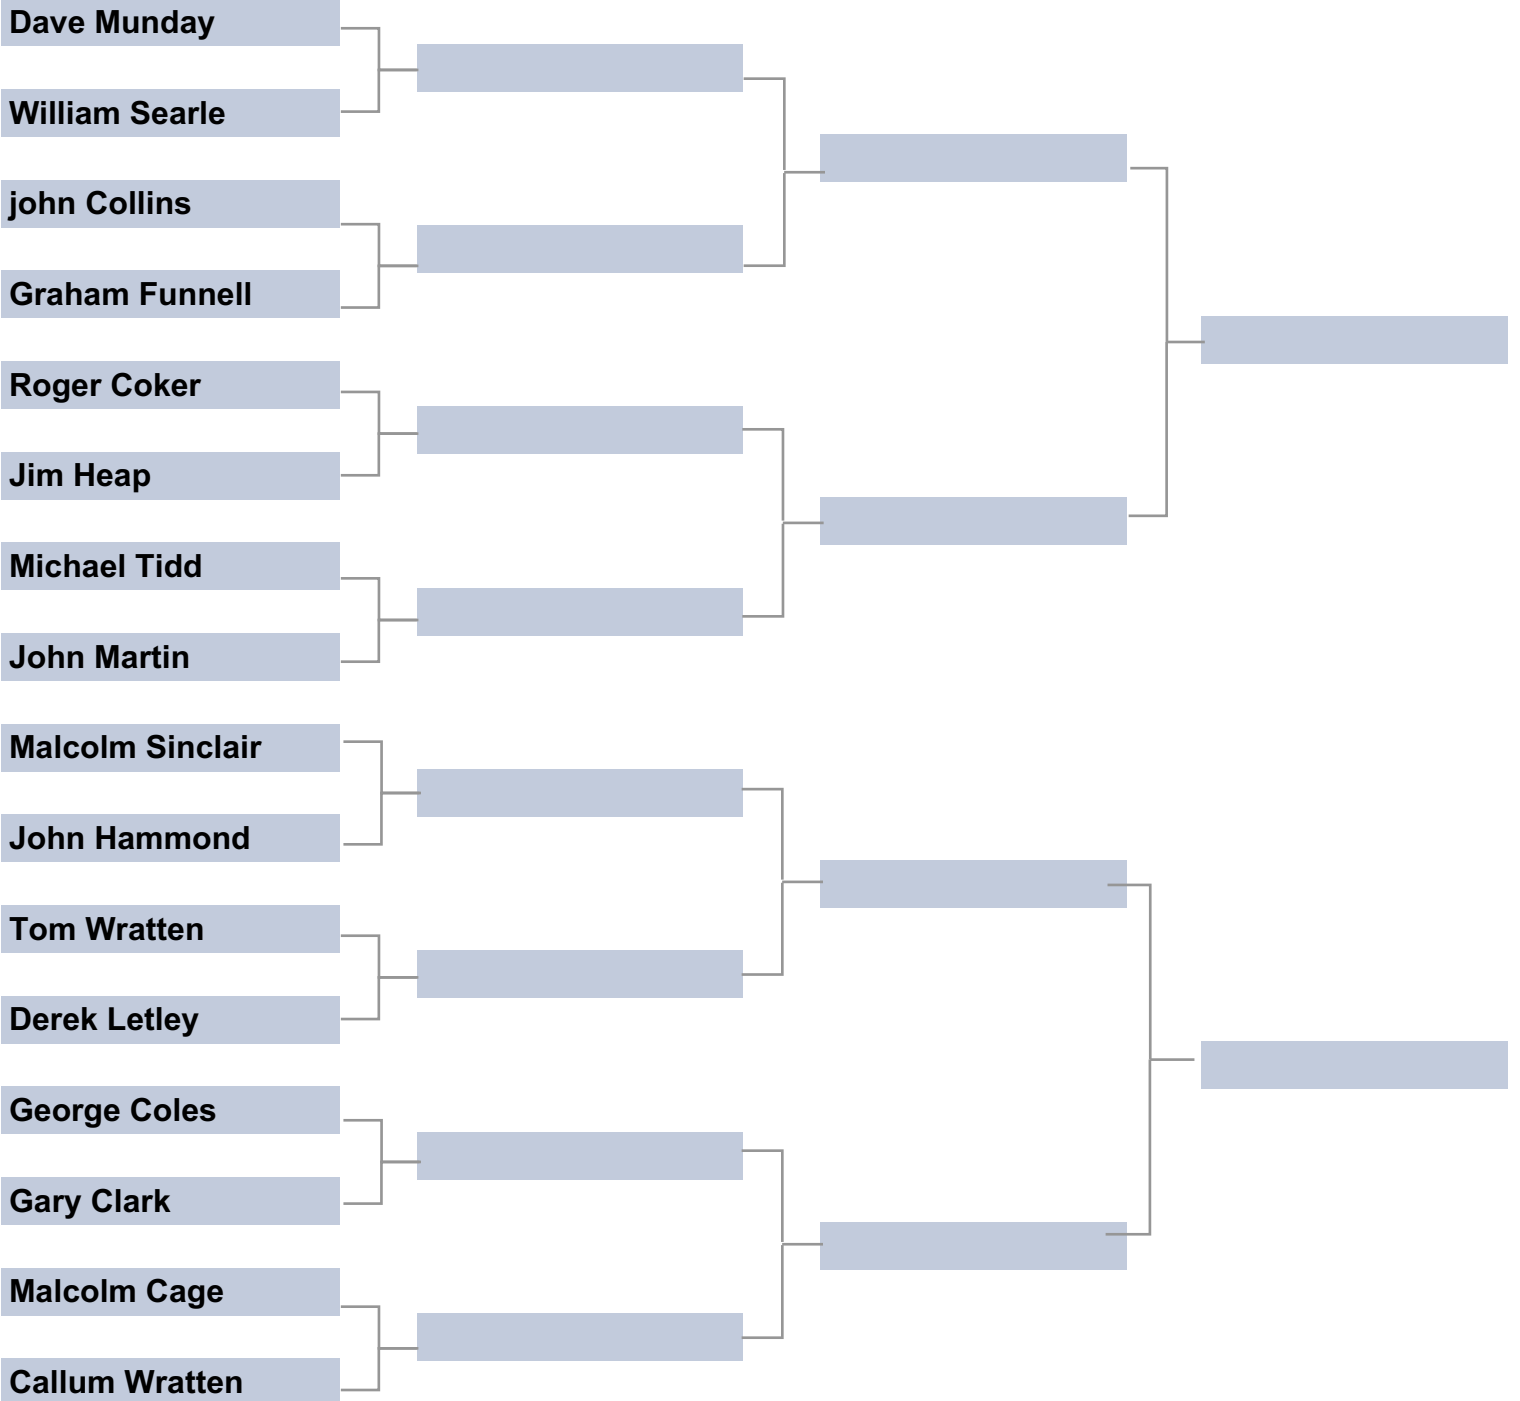 Dave Munday
William Searle
john Collins
Graham Funnell
Roger Coker
Jim Heap
Michael Tidd
John Martin
Malcolm Sinclair
John Hammond
Tom Wratten
Derek Letley
George Coles
Gary Clark
Malcolm Cage
Callum Wratten